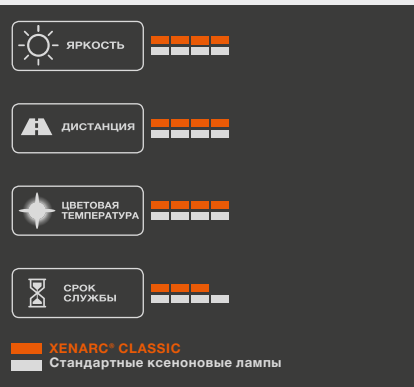 ЯРКОСТЬ
ДИСТАНЦИЯ
ЦВЕТОВАЯ
ТЕМПЕРАТУРА
СРОК
СЛУЖБЫ
XENARC® CLASSIC
Стандартные ксеноновые лампы